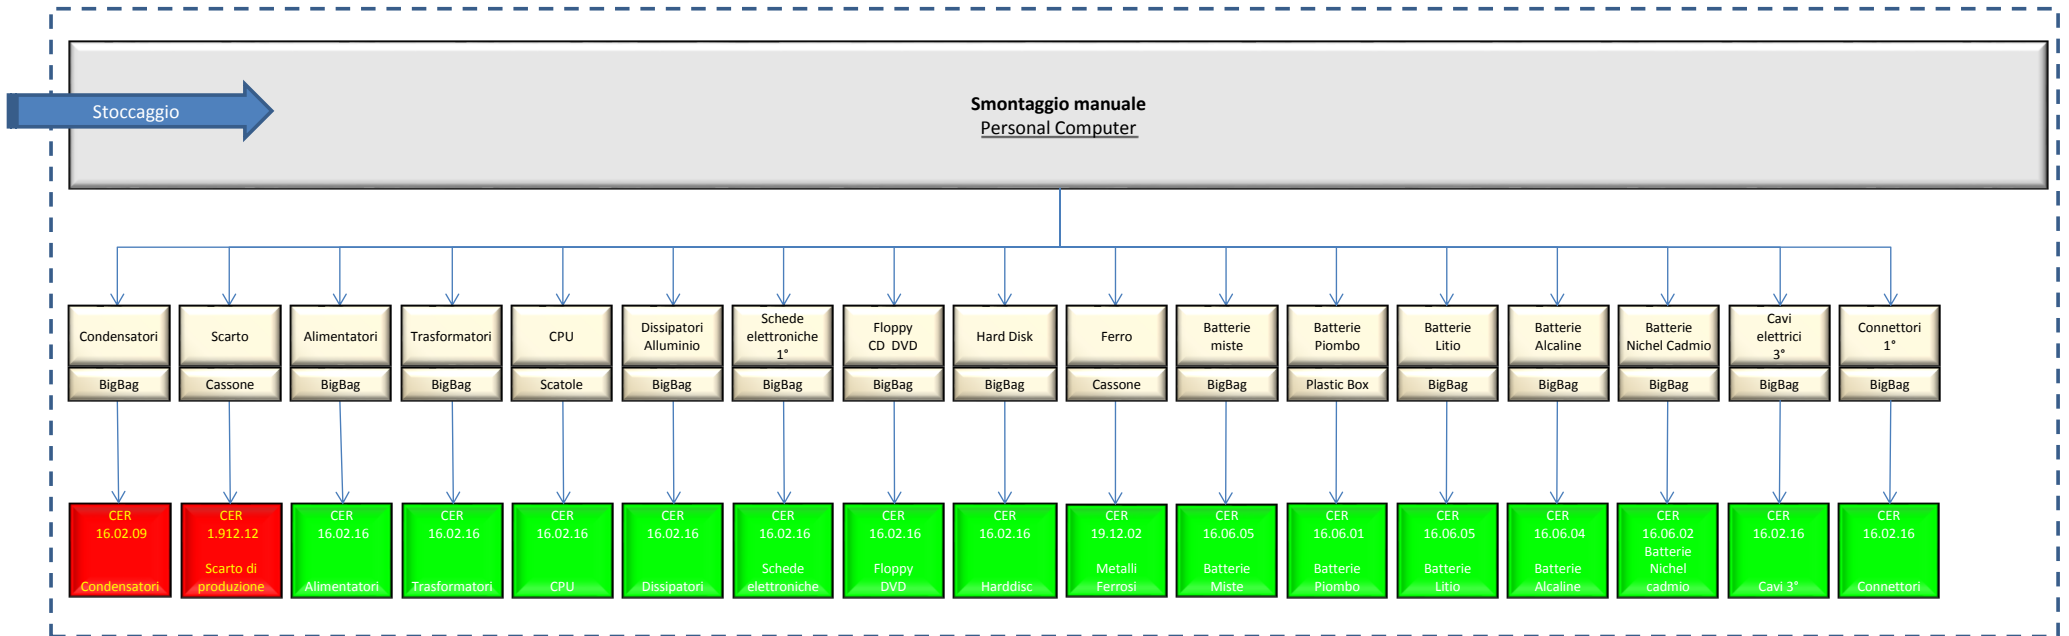 Stoccaggio
Smontaggio manuale
Personal Computer
Condensatori
BigBag
Scarto
Cassone
Alimentatori
BigBag
Trasformatori
BigBag
CPU
Scatole
Dissipatori
Alluminio
BigBag
Schede
elettroniche
1°
BigBag
Floppy
CD DVD
BigBag
Hard Disk
BigBag
Ferro
Cassone
Batterie
miste
BigBag
Batterie
Piombo
Plastic Box
Batterie
Litio
BigBag
Batterie
Alcaline
BigBag
Batterie
Nichel Cadmio
BigBag
Cavi
elettrici
3°
BigBag
Connettori
1°
BigBag
CER
16.02.09
Condensatori
CER
1.912.12
Scarto di
produzione
CER
16.02.16
Alimentatori
CER
16.02.16
Trasformatori
CER
16.02.16
CPU
CER
16.02.16
Dissipatori
CER
16.02.16
Schede
elettroniche
CER
16.02.16
Floppy
DVD
CER
16.02.16
Harddisc
CER
19.12.02
Metalli
Ferrosi
CER
16.06.05
Batterie
Miste
CER
16.06.01
Batterie
Piombo
CER
16.06.05
Batterie
Litio
CER
16.06.04
Batterie
Alcaline
CER
16.06.02
Batterie
Nichel
cadmio
CER
16.02.16
Cavi 3°
CER
16.02.16
Connettori